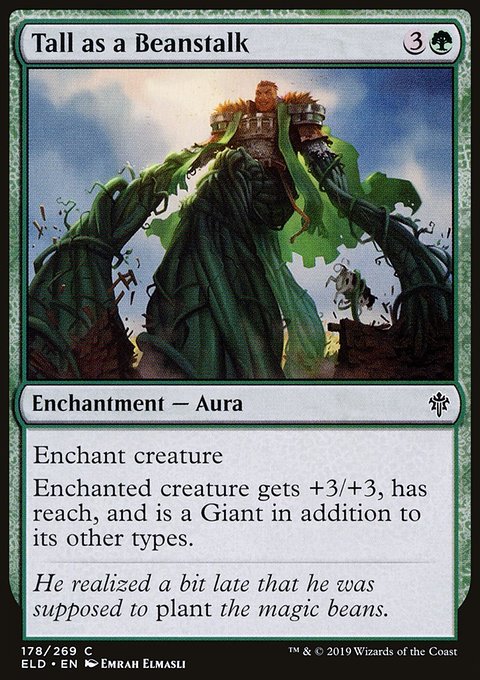 Tall as a Beanstalk 3
Enchantment — Aura
Enchant creature
Enchanted creature gets +3/+3, has
reach, and is a Giant in addition to
its other types.
He realized a bit late that he was
supposed to plant the magic beans.
178/269 C ™ & © 2019 Wizards of the Coast
ELD • EN Emrah Elmasli